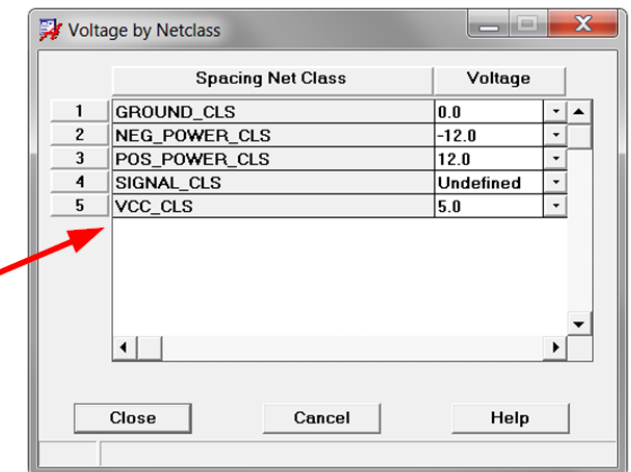 Voltage by Netclass
Spacing Net Class Voltage
1 GROUND_CLS 0.0
2 NEG_POWER_CLS -12.0
3 POS_POWER_CLS 12.0
4 SIGNAL_CLS Undefined
5 VCC_CLS 5.0
Close Cancel Help